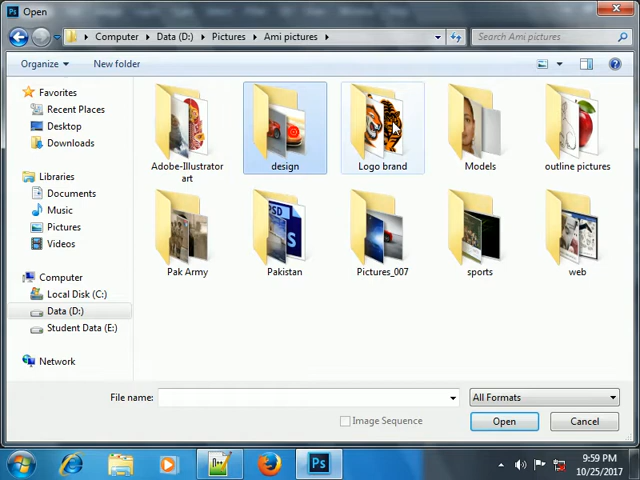 Ps Open
Computer Data (D:) Pictures Ami pictures
Search Ami pictures
Organize New folder
Favorites
Recent Places
Desktop
Downloads
Libraries
Documents
Music
Pictures
Videos
Computer
Local Disk (C:)
Data (D:)
Student Data (E:)
Network
Adobe-Illustrator
art
design
Logo brand
Models
outline pictures
Pak Army
PSD
Pakistan
Pictures_007
sports
web
File name:
All Formats
Image Sequence
Open Cancel
Ps
9:59 PM
10/25/2017